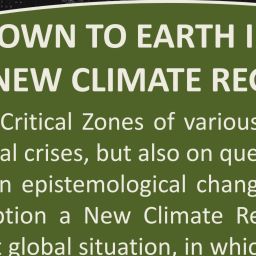 OWN TO EARTH I
NEW CLIMATE REG
Critical Zones of various
al crises, but also on que
n epistemological chang
ption a New Climate Re
global situation, in whic